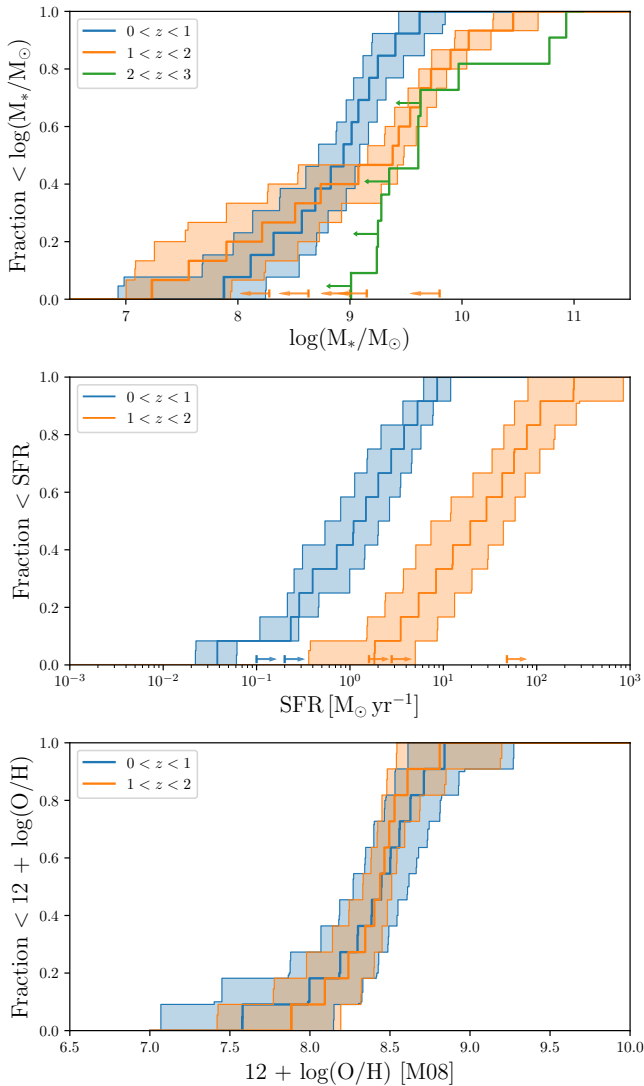 1.0
0.8
0.6
0.4
0.2
0.0
Fraction < log(M*/M⊙)
0 < z < 1
1 < z < 2
2 < z < 3
7 8 9 10 11
log(M*/M⊙)
1.0
0.8
0.6
0.4
0.2
0.0
Fraction < SFR
0 < z < 1
1 < z < 2
10⁻³ 10⁻² 10⁻¹ 10⁰ 10¹ 10² 10³
SFR [M⊙ yr⁻¹]
1.0
0.8
0.6
0.4
0.2
0.0
Fraction < 12 + log(O/H)
0 < z < 1
1 < z < 2
6.5 7.0 7.5 8.0 8.5 9.0 9.5 10.0
12 + log(O/H) [M08]